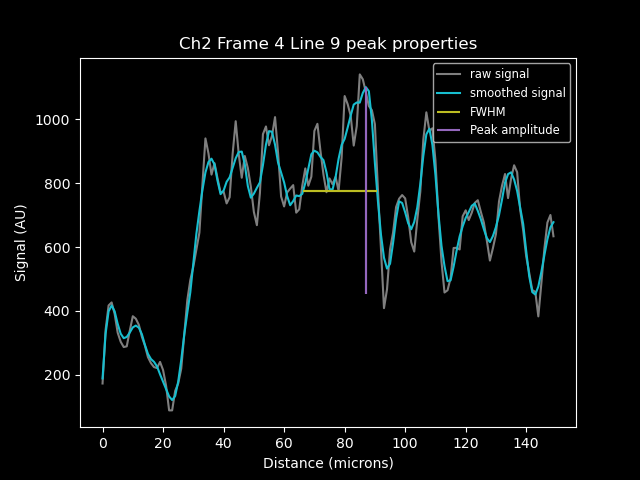 Ch2 Frame 4 Line 9 peak properties
raw signal
smoothed signal
FWHM
Peak amplitude
Signal (AU)
1000
800
600
400
200
0 20 40 60 80 100 120 140
Distance (microns)